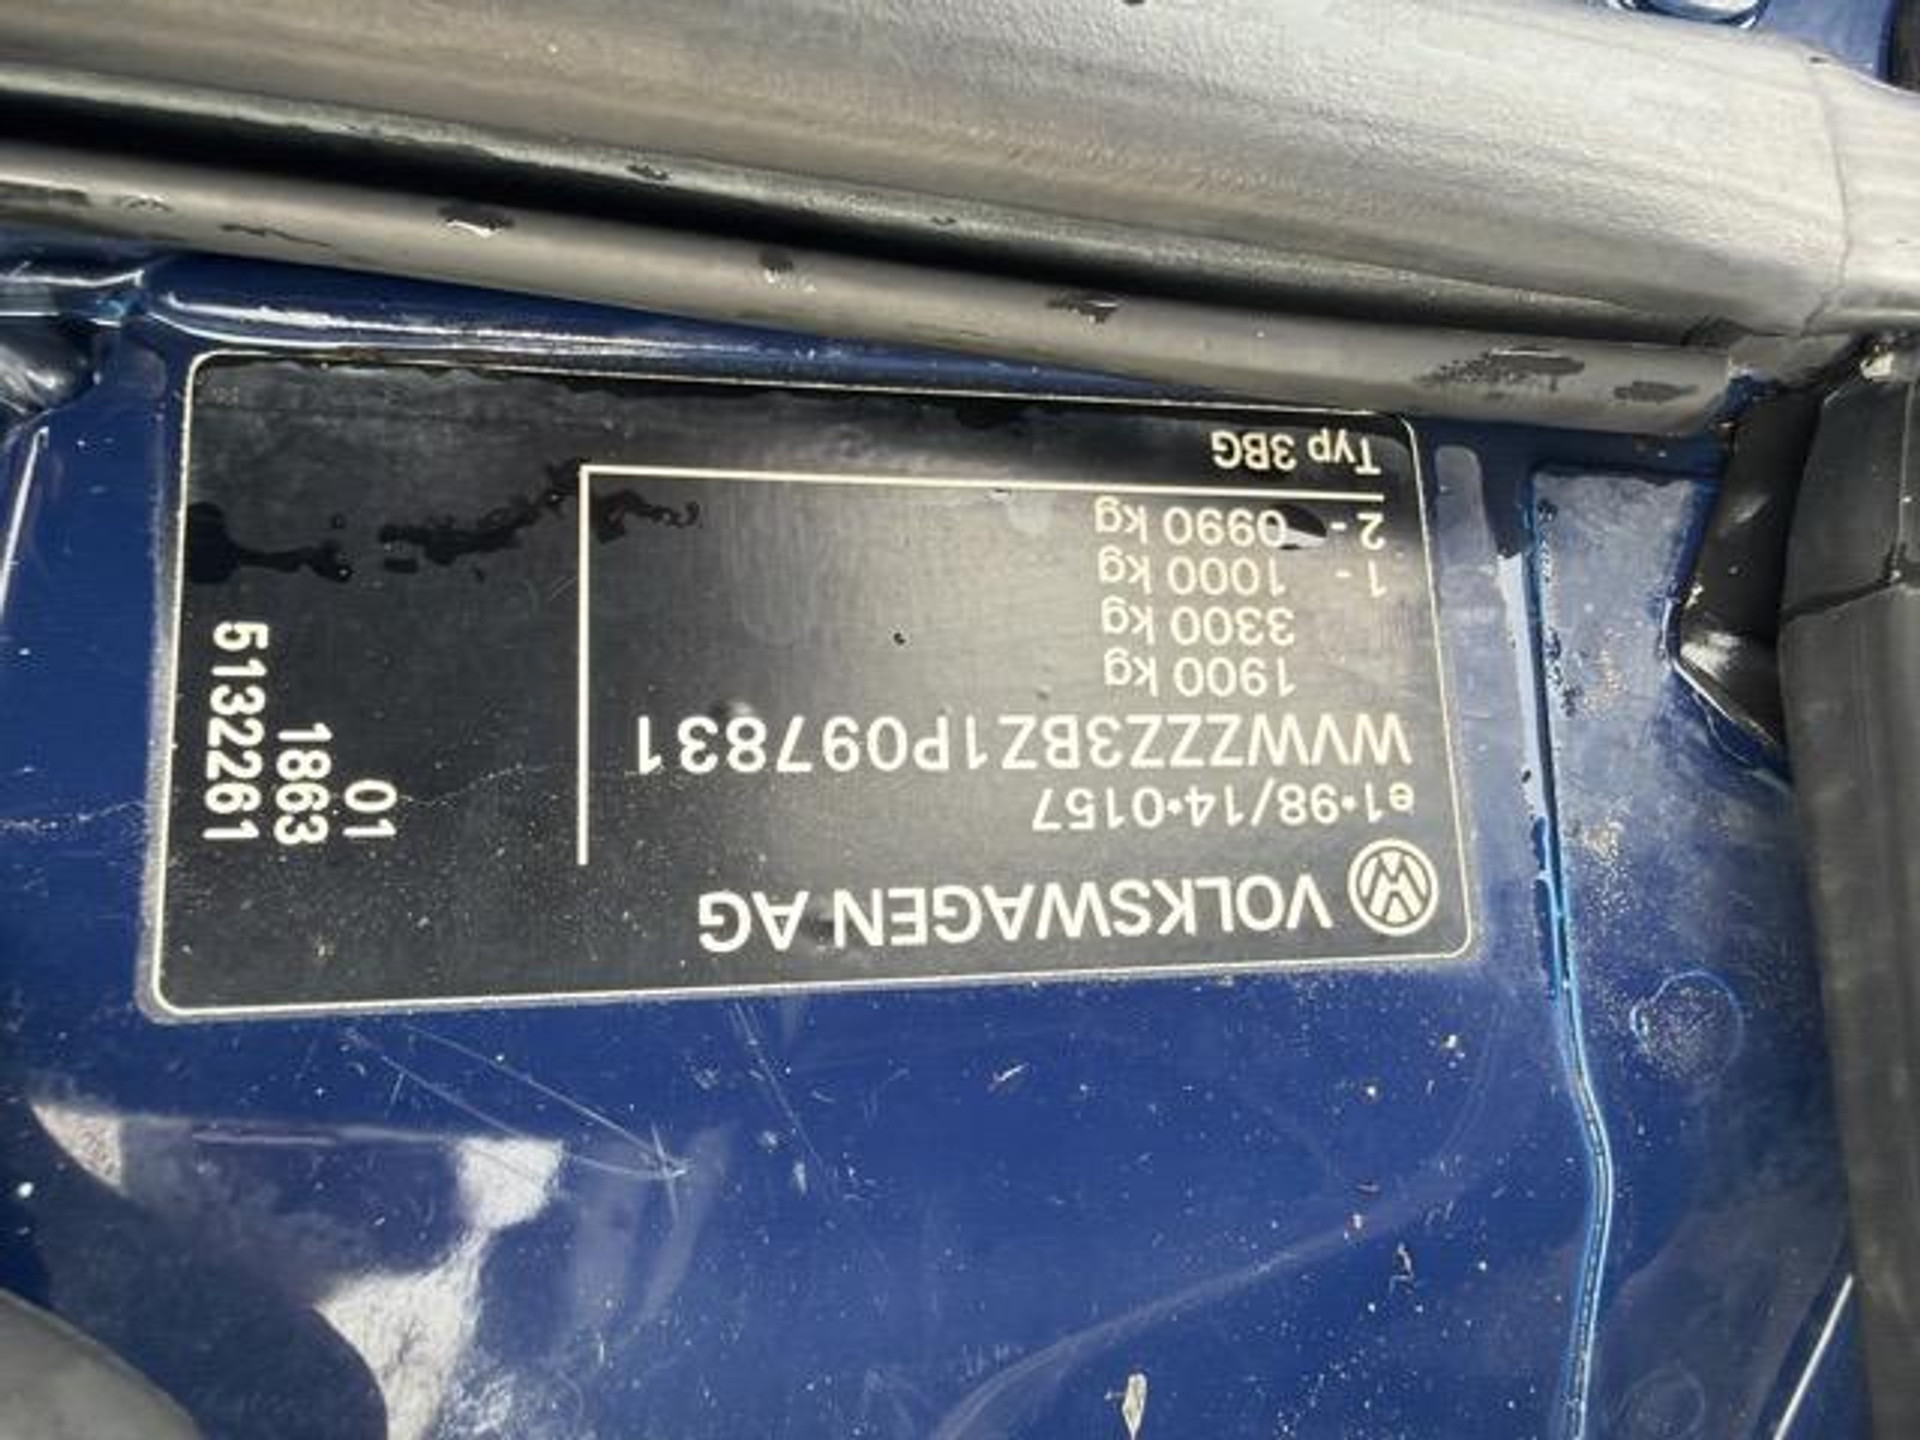 VOLKSWAGEN AG
e1*98/14*0157
WVWZZZ3BZ1P097831
1900 kg
3300 kg
1 - 1000 kg
2 - 0990 kg
Typ 3BG
01
1863
5132261